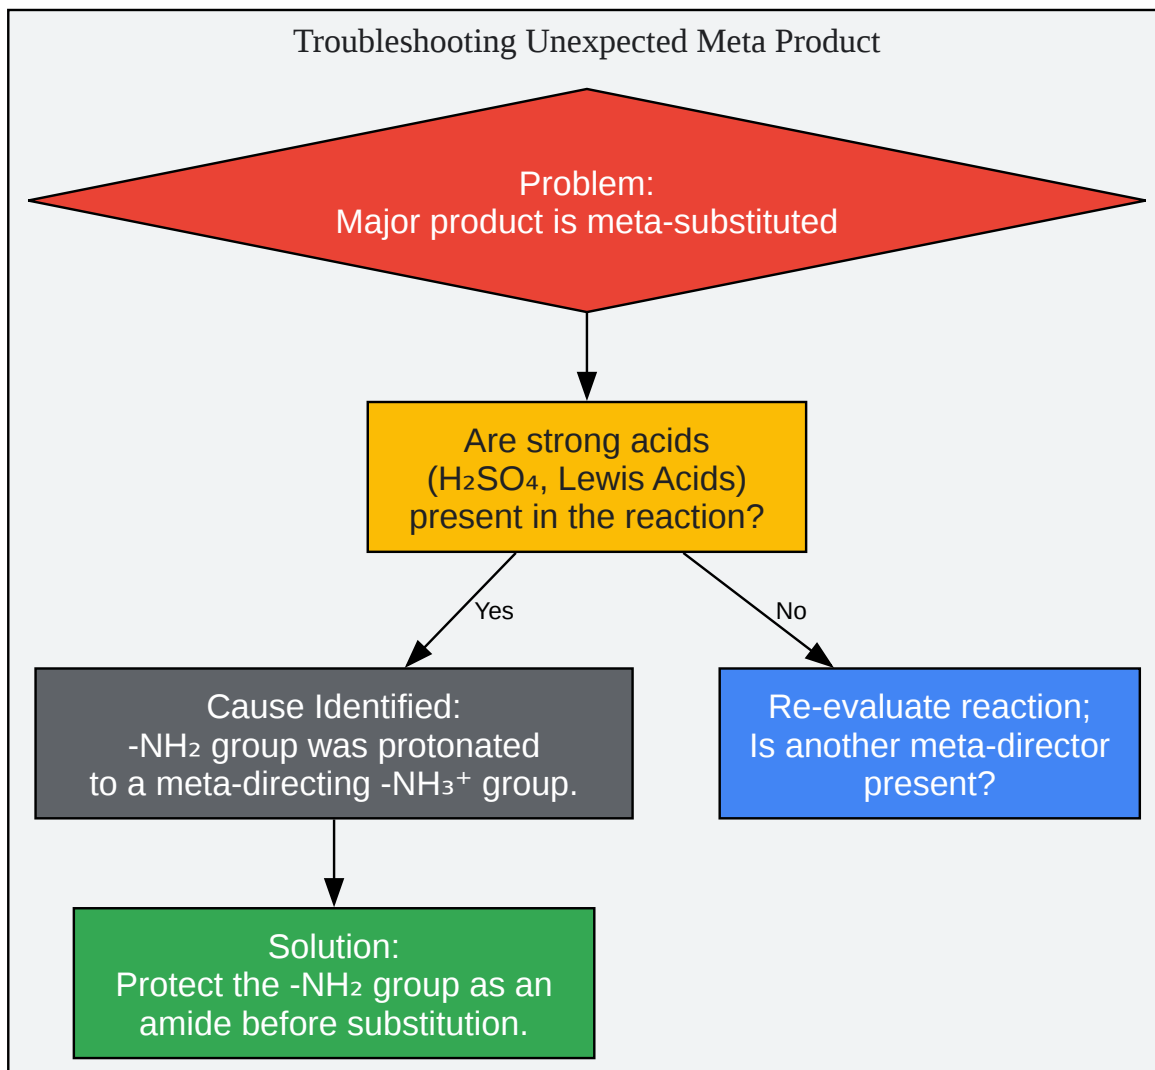 Troubleshooting Unexpected Meta Product
Problem:
Major product is meta-substituted
Are strong acids
(H₂SO₄, Lewis Acids)
present in the reaction?
Yes
No
Cause Identified:
-NH₂ group was protonated
to a meta-directing -NH₃⁺ group.
Re-evaluate reaction;
Is another meta-director
present?
Solution:
Protect the -NH₂ group as an
amide before substitution.